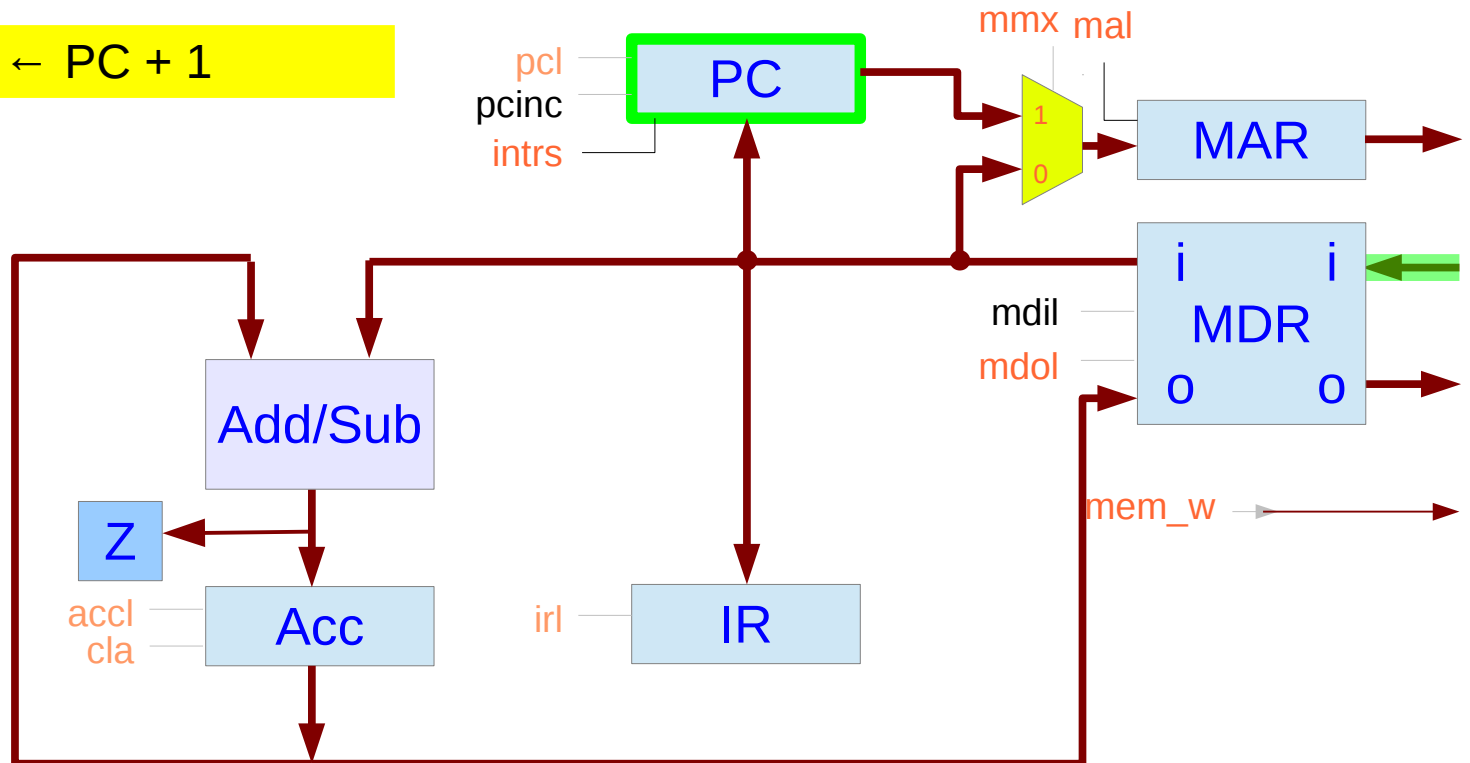 ← PC + 1
mmx
mal
pcl
PC
pcinc
intrs
1
0
MAR
i
i
mdil
MDR
mdol
o
o
Add/Sub
mem_w
Z
accl
Acc
cla
irl
IR